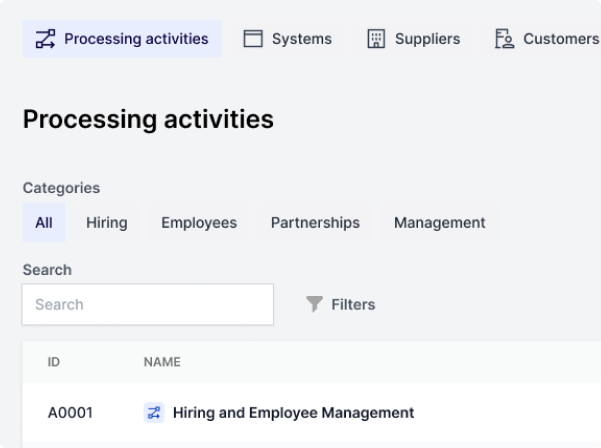 Processing activities Systems Suppliers Customers
Processing activities
Categories
All Hiring Employees Partnerships Management
Search
Search Filters
ID NAME
A0001 Hiring and Employee Management